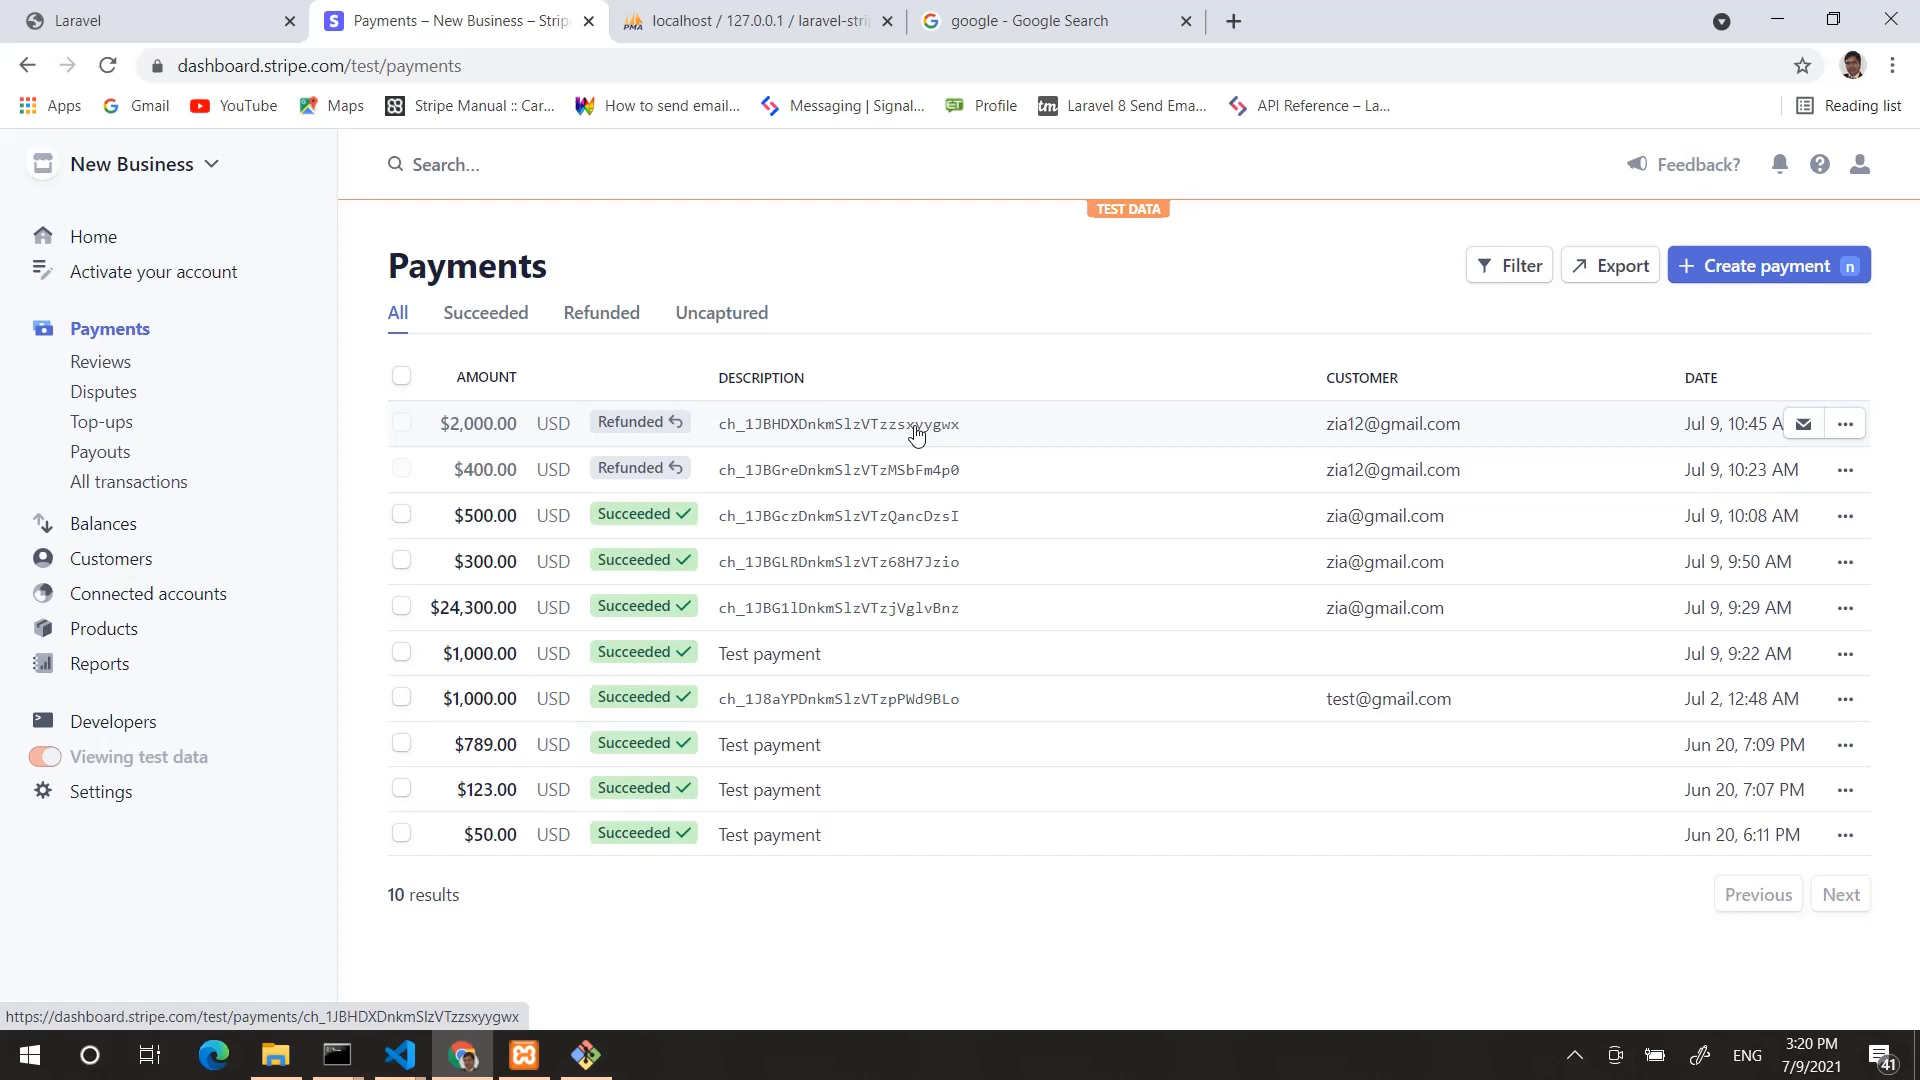 Laravel
Payments – New Business – Strip
localhost / 127.0.0.1 / laravel-stri
google - Google Search
dashboard.stripe.com/test/payments
Apps
Gmail
YouTube
Maps
Stripe Manual :: Car...
How to send email...
Messaging | Signal...
Profile
Laravel 8 Send Ema...
API Reference – La...
Reading list
New Business
Search...
Feedback?
TEST DATA
Home
Activate your account
Payments
Reviews
Disputes
Top-ups
Payouts
All transactions
Balances
Customers
Connected accounts
Products
Reports
Developers
Viewing test data
Settings
Payments
Filter
Export
Create payment n
All Succeeded Refunded Uncaptured
AMOUNT DESCRIPTION CUSTOMER DATE
$2,000.00 USD Refunded ch_1JBHDXDnkmSlzVTzzsxyygwx zia12@gmail.com Jul 9, 10:45 A
$400.00 USD Refunded ch_1JBGreDnkmSlzVTzMSbFm4p0 zia12@gmail.com Jul 9, 10:23 AM
$500.00 USD Succeeded ch_1JBGczDnkmSlzVTzQancDzsI zia@gmail.com Jul 9, 10:08 AM
$300.00 USD Succeeded ch_1JBGLRDnkmSlzVTz68H7Jzio zia@gmail.com Jul 9, 9:50 AM
$24,300.00 USD Succeeded ch_1JBG1lDnkmSlzVTzjVglvBnz zia@gmail.com Jul 9, 9:29 AM
$1,000.00 USD Succeeded Test payment Jul 9, 9:22 AM
$1,000.00 USD Succeeded ch_1J8aYPDnkmSlzVTzpPWd9BLo test@gmail.com Jul 2, 12:48 AM
$789.00 USD Succeeded Test payment Jun 20, 7:09 PM
$123.00 USD Succeeded Test payment Jun 20, 7:07 PM
$50.00 USD Succeeded Test payment Jun 20, 6:11 PM
10 results
Previous
Next
https://dashboard.stripe.com/test/payments/ch_1JBHDXDnkmSlzVTzzsxyygwx
ENG
3:20 PM
7/9/2021
41